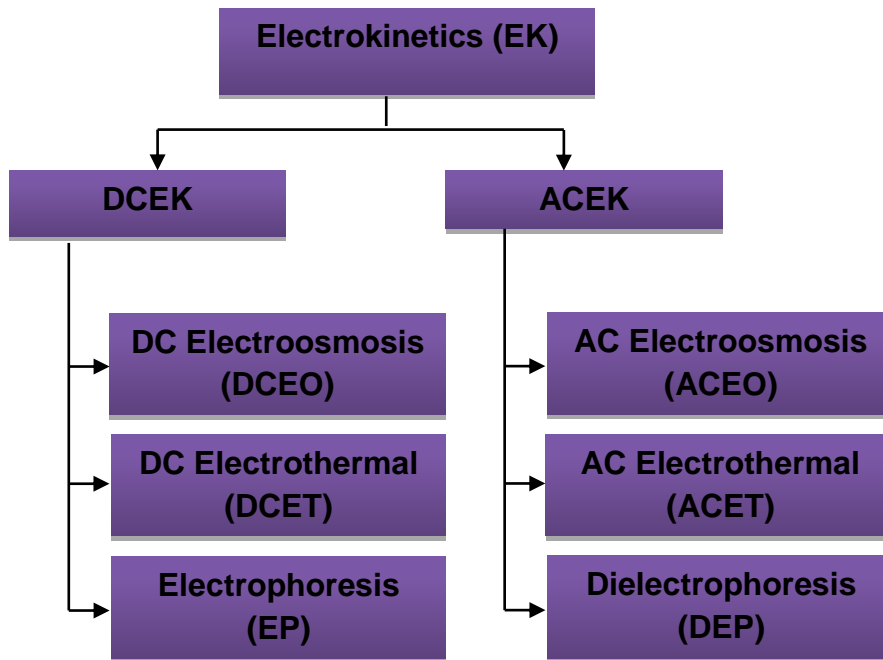 Electrokinetics (EK)
DCEK
ACEK
DC Electroosmosis
(DCEO)
AC Electroosmosis
(ACEO)
DC Electrothermal
(DCET)
AC Electrothermal
(ACET)
Electrophoresis
(EP)
Dielectrophoresis
(DEP)